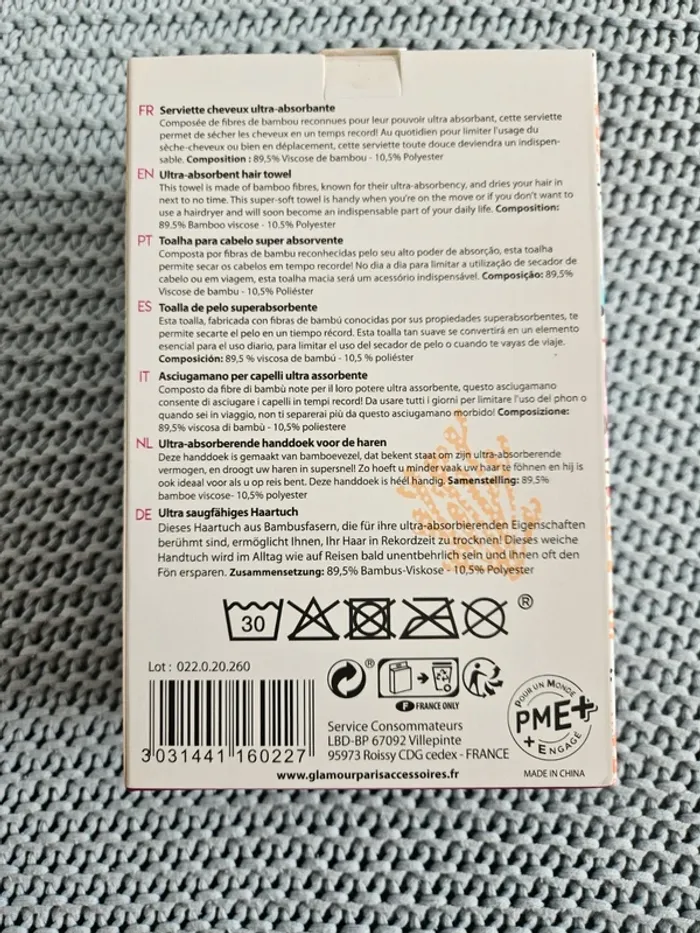 FR Serviette cheveux ultra-absorbante
Composée de fibres de bambou reconnues pour leur pouvoir ultra absorbant, cette serviette
permet de sécher les cheveux en un temps record! Au quotidien pour limiter l'usage du
sèche-cheveux ou bien en déplacement, cette serviette toute douce deviendra un indispen-
sable. Composition : 89,5% Viscose de bambou - 10,5% Polyester
EN Ultra-absorbent hair towel
This towel is made of bamboo fibres, known for their ultra-absorbency, and dries your hair in
next to no time. This super-soft towel is handy when you're on the move or if you don't want to
use a hairdryer and will soon become an indispensable part of your daily life. Composition:
89.5% Bamboo viscose - 10.5% Polyester
PT Toalha para cabelo super absorvente
Composta por fibras de bambu reconhecidas pelo seu alto poder de absorção, esta toalha
permite secar os cabelos em tempo recorde! No dia a dia para limitar a utilização de secador de
cabelo ou em viagem, esta toalha macia será um acessório indispensável. Composição: 89,5%
Viscose de bambu - 10,5% Poliéster
ES Toalla de pelo superabsorbente
Esta toalla, fabricada con fibras de bambú conocidas por sus propiedades superabsorbentes, te
permite secarte el pelo en un tiempo récord. Esta toalla tan suave se convertirá en un elemento
esencial para el uso diario, para limitar el uso del secador de pelo o cuando te vayas de viaje.
Composición: 89,5 % viscosa de bambú - 10,5 % poliéster
IT Asciugamano per capelli ultra assorbente
Composto da fibre di bambù note per il loro potere ultra assorbente, questo asciugamano
consente di asciugare i capelli in tempi record! Da usare tutti i giorni per limitare l'uso del phon o
quando sei in viaggio, non ti separerai più da questo asciugamano morbido! Composizione:
89,5% viscosa di bambù - 10,5% poliestere
NL Ultra-absorberende handdoek voor de haren
Deze handdoek is gemaakt van bamboevezel, dat bekent staat om zijn ultra-absorberende
vermogen, en droogt uw haren in supersnel! Zo hoeft u minder vaak uw haar te föhnen en hij is
ook ideaal voor als u op reis bent. Deze handdoek is héél handig. Samenstelling: 89,5%
bamboe viscose- 10,5% polyester
DE Ultra saugfähiges Haartuch
Dieses Haartuch aus Bambusfasern, die für ihre ultra-absorbierenden Eigenschaften
berühmt sind, ermöglicht Ihnen, Ihr Haar in Rekordzeit zu trocknen! Dieses weiche
Handtuch wird im Alltag wie auf Reisen bald unentbehrlich sein und Ihnen oft den
Fön ersparen. Zusammensetzung: 89,5% Bambus-Viskose - 10,5% Polyester
30 ®
Lot : 022.0.20.260
3 031441 160227
®
F FRANCE ONLY
Service Consommateurs
LBD-BP 67092 Villepinte
95973 Roissy CDG cedex - FRANCE
www.glamourparisaccessoires.fr
POUR UN MONDE
PME+
+ ENGAGÉ
MADE IN CHINA